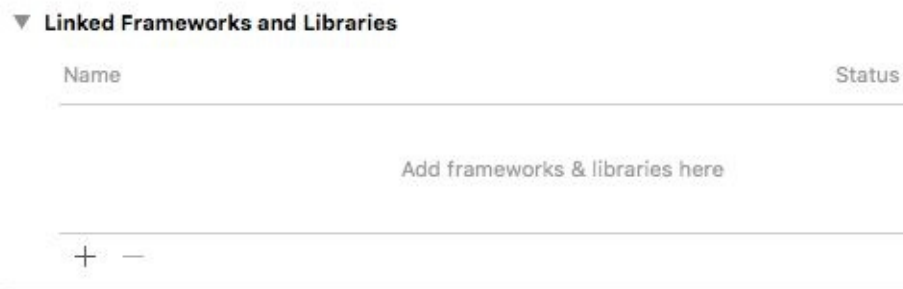 Linked Frameworks and Libraries
Name Status
Add frameworks & libraries here